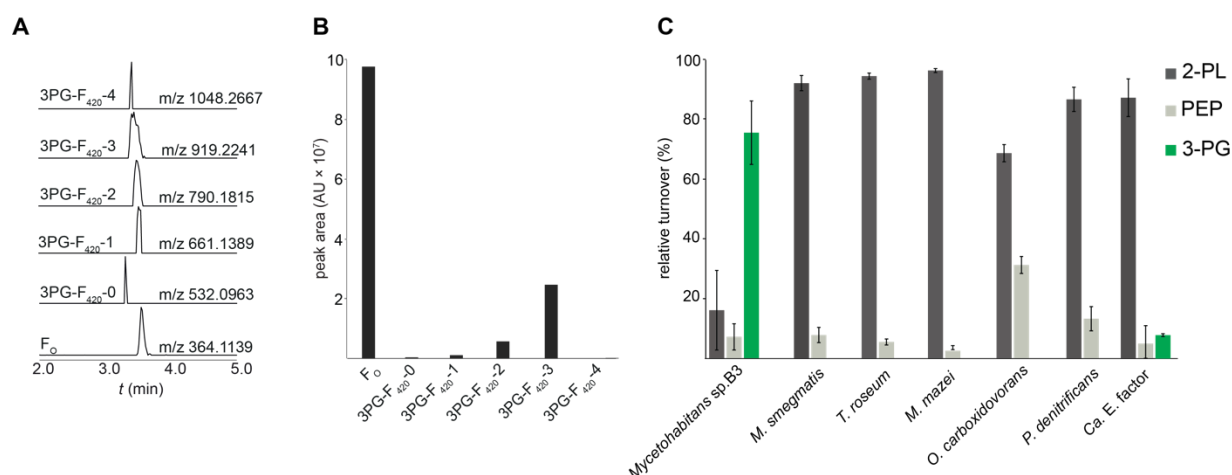 A
3PG-F420-4 m/z 1048.2667
3PG-F420-3 m/z 919.2241
3PG-F420-2 m/z 790.1815
3PG-F420-1 m/z 661.1389
3PG-F420-0 m/z 532.0963
FO m/z 364.1139
2.0 3.0 4.0 5.0
t (min)
B
peak area (AU × 10⁷)
10
8
6
4
2
FO
3PG-F420-0
3PG-F420-1
3PG-F420-2
3PG-F420-3
3PG-F420-4
C
relative turnover (%)
100
80
60
40
20
Mycetohabitans sp.B3
M. smegmatis
T. roseum
M. mazei
O. carboxidovorans
P. denitrificans
Ca. E. factor
2-PL
PEP
3-PG